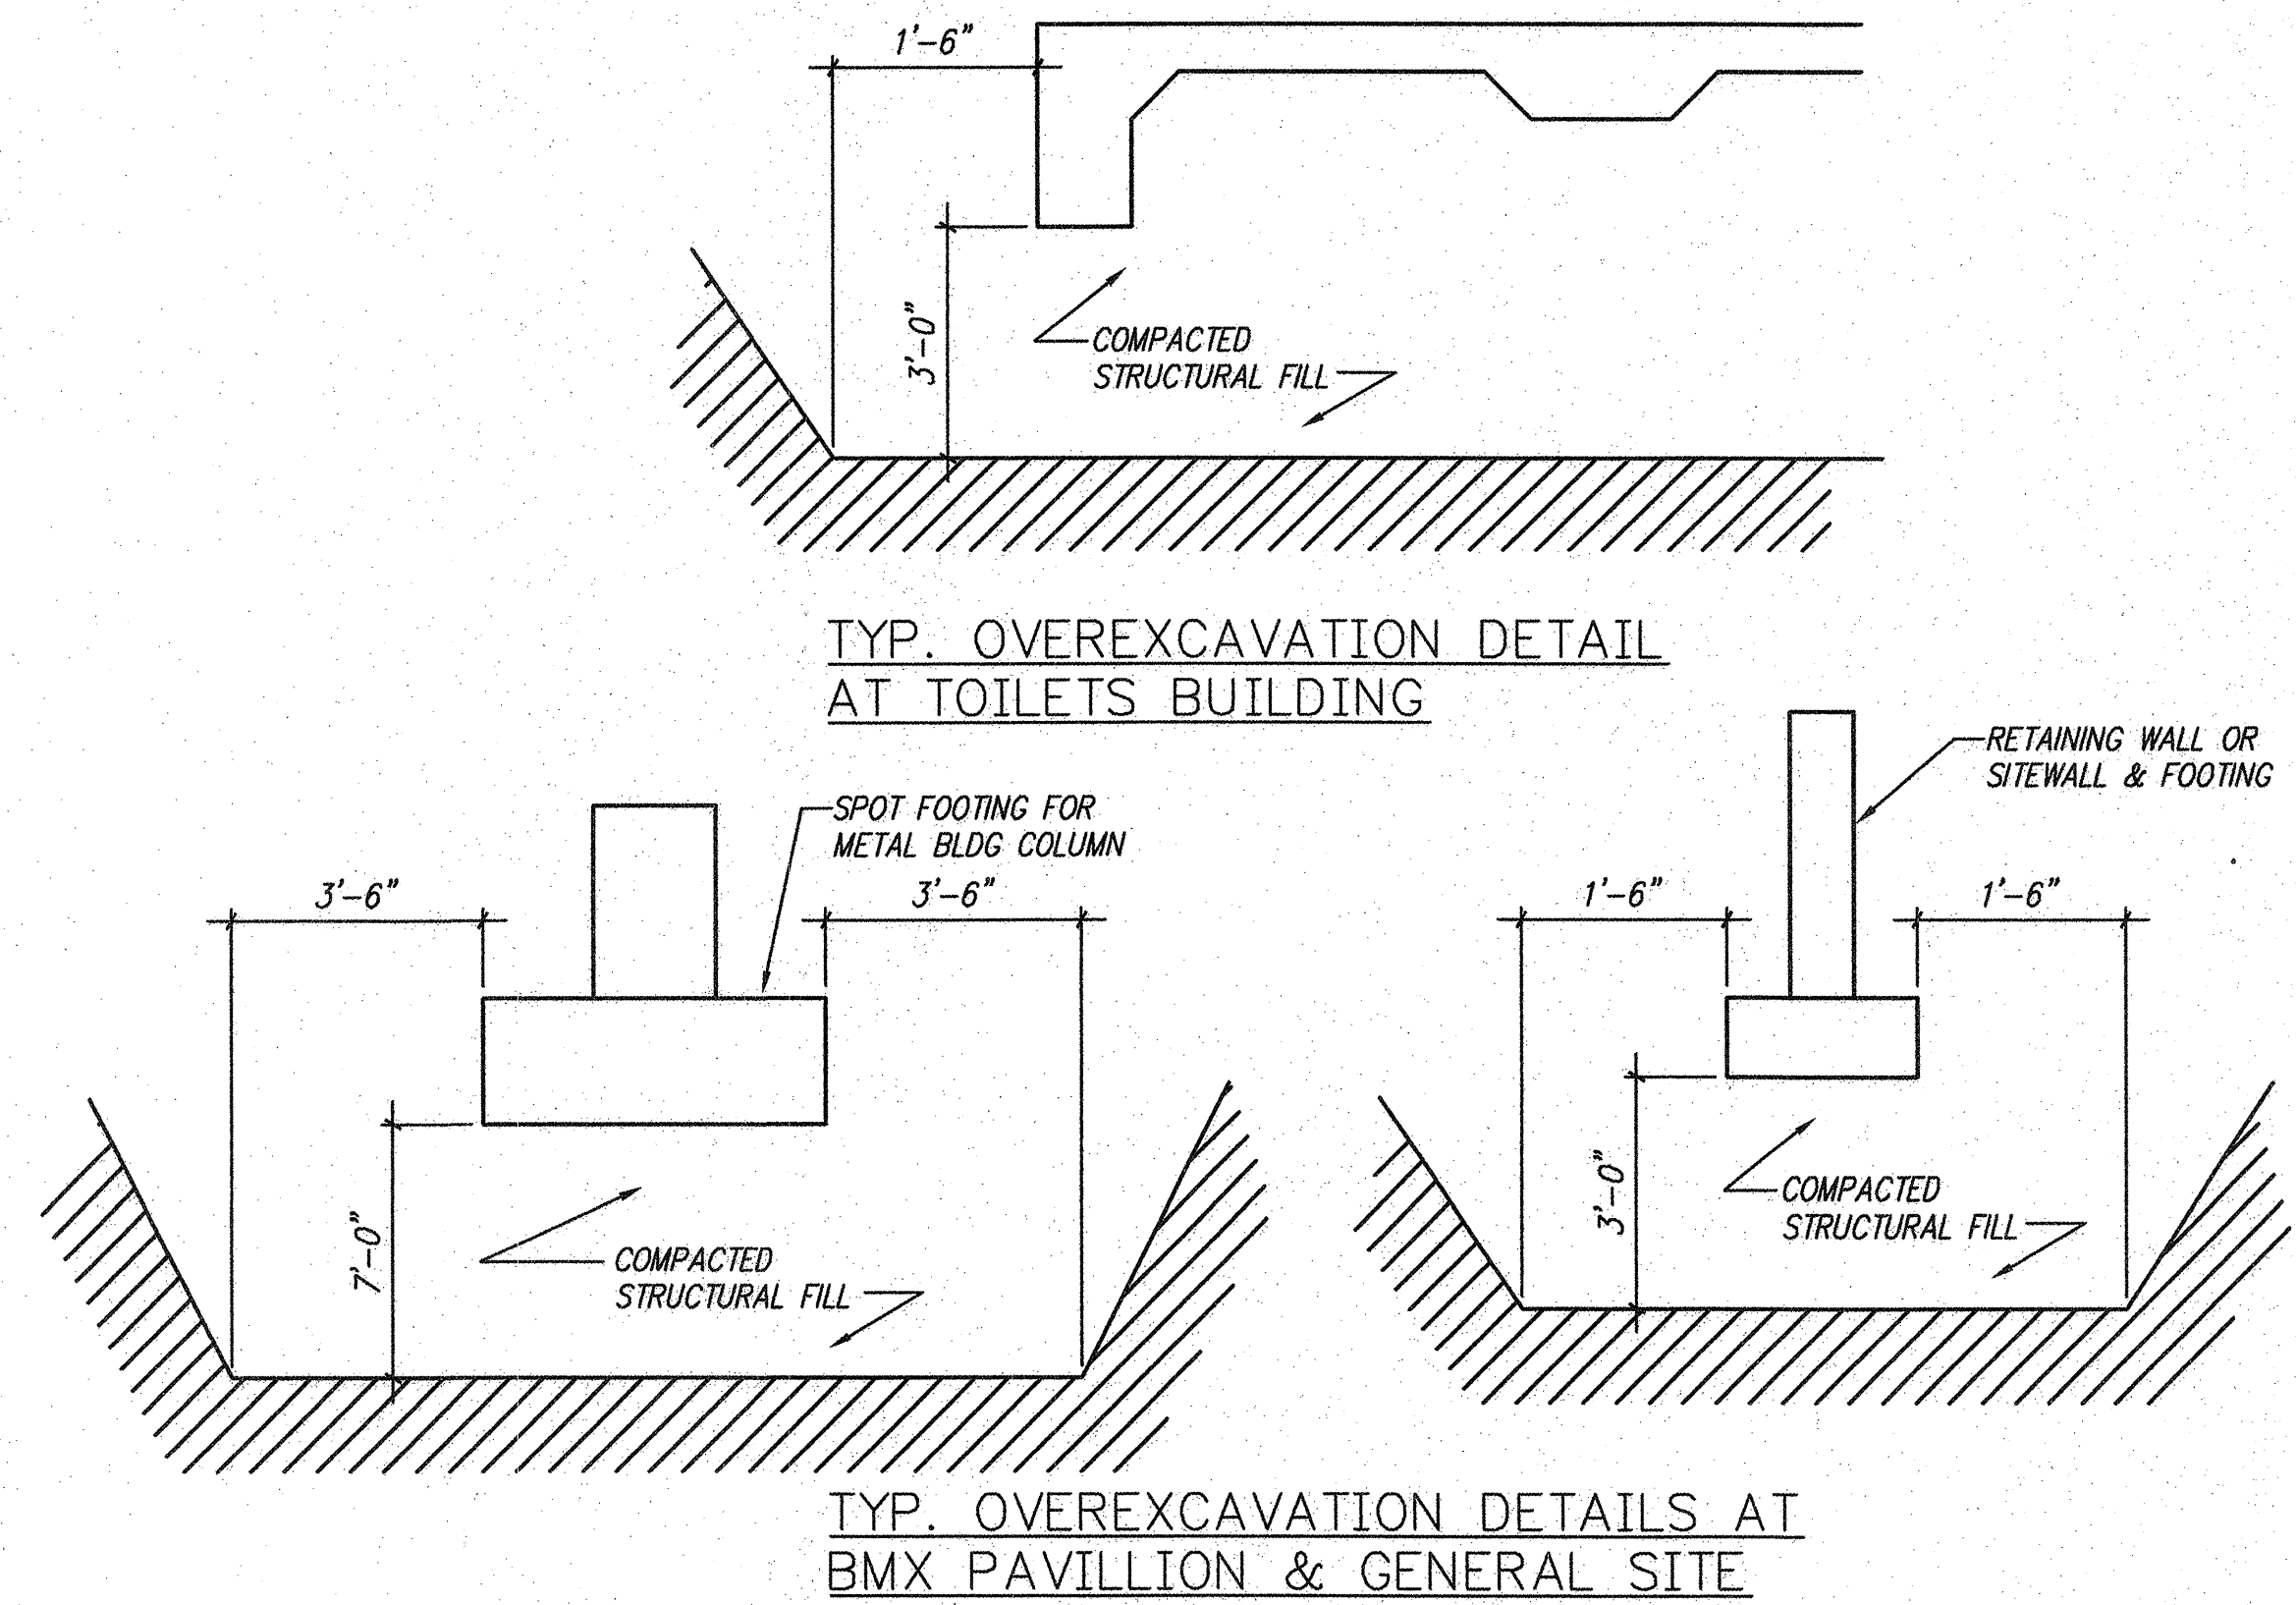 1'-6"
3'-0"
COMPACTED
STRUCTURAL FILL
TYP. OVEREXCAVATION DETAIL
AT TOILETS BUILDING
SPOT FOOTING FOR
METAL BLDG COLUMN
3'-6"
3'-6"
7'-0"
COMPACTED
STRUCTURAL FILL
RETAINING WALL OR
SITEWALL & FOOTING
1'-6"
1'-6"
3'-0"
COMPACTED
STRUCTURAL FILL
TYP. OVEREXCAVATION DETAILS AT
BMX PAVILLION & GENERAL SITE